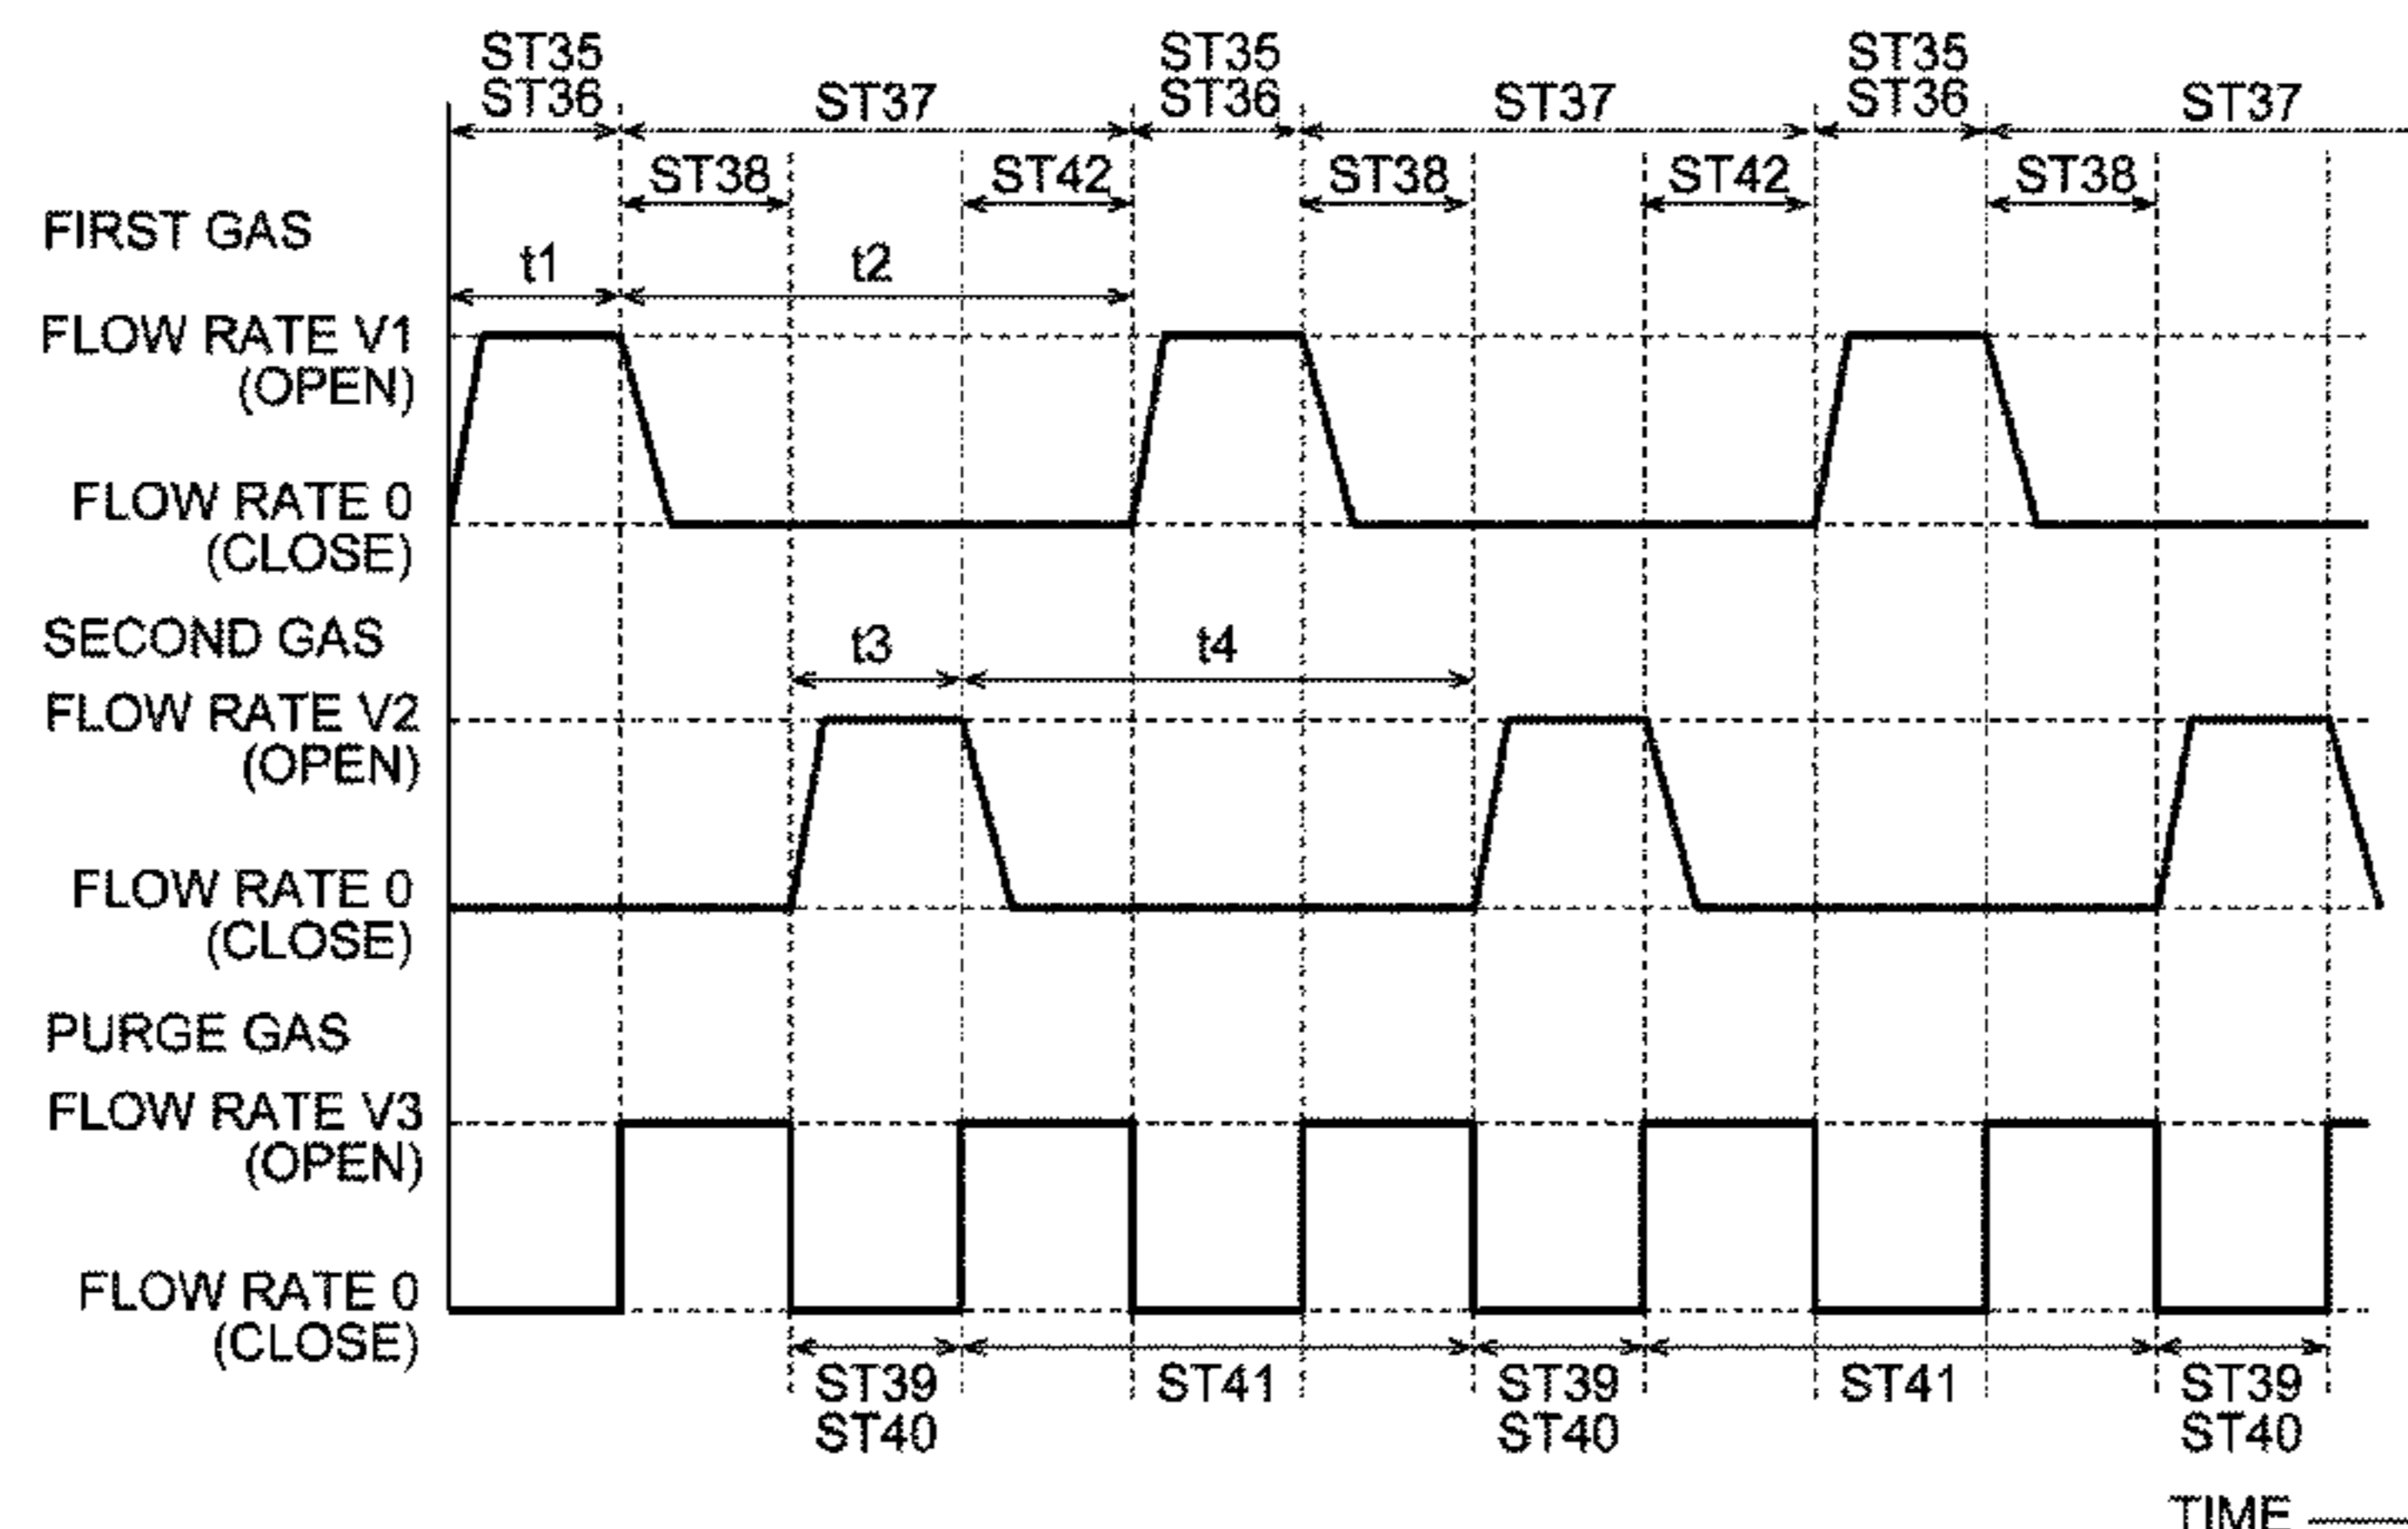 ST35
ST36
ST37
ST35
ST36
ST37
ST35
ST36
ST37
ST38
ST42
ST38
ST42
ST38
FIRST GAS
t1
t2
FLOW RATE V1
(OPEN)
FLOW RATE 0
(CLOSE)
SECOND GAS
t3
t4
FLOW RATE V2
(OPEN)
FLOW RATE 0
(CLOSE)
PURGE GAS
FLOW RATE V3
(OPEN)
FLOW RATE 0
(CLOSE)
ST39
ST40
ST41
ST39
ST40
ST41
ST39
ST40
TIME